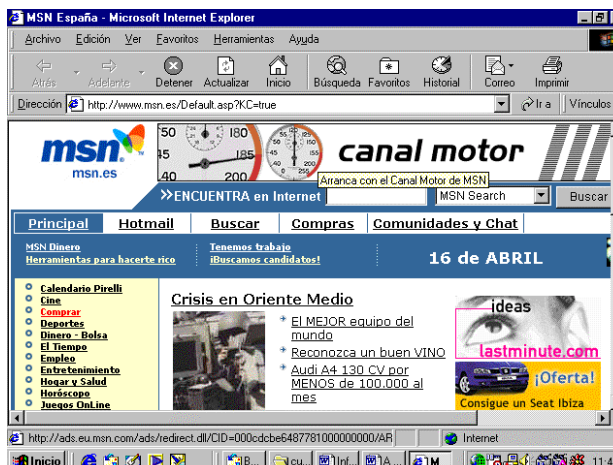 MSN España - Microsoft Internet Explorer
Archivo Edición Ver Favoritos Herramientas Ayuda
Atrás Adelante Detener Actualizar Inicio Búsqueda Favoritos Historial Correo Imprimir
Dirección http://www.msn.es/Default.asp?KC=true Ir a Vínculos
msn
msn.es
canal motor
Arranca con el Canal Motor de MSN
ENCUENTRA en Internet MSN Search Buscar
Principal Hotmail Buscar Compras Comunidades y Chat
MSN Dinero
Herramientas para hacerte rico
Tenemos trabajo
¡Buscamos candidatos!
16 de ABRIL
Calendario Pirelli
Cine
Comprar
Deportes
Dinero - Bolsa
El Tiempo
Empleo
Entretenimiento
Hogar y Salud
Horóscopo
Juegos OnLine
Crisis en Oriente Medio
El MEJOR equipo del
mundo
Reconozca un buen VINO
Audi A4 130 CV por
MENOS de 100.000 al
mes
ideas
lastminute.com
¡Oferta!
Consigue un Seat Ibiza
http://ads.eu.msn.com/ads/redirect.dll/CID=000cdcbe6487781000000000/AR Internet
Inicio